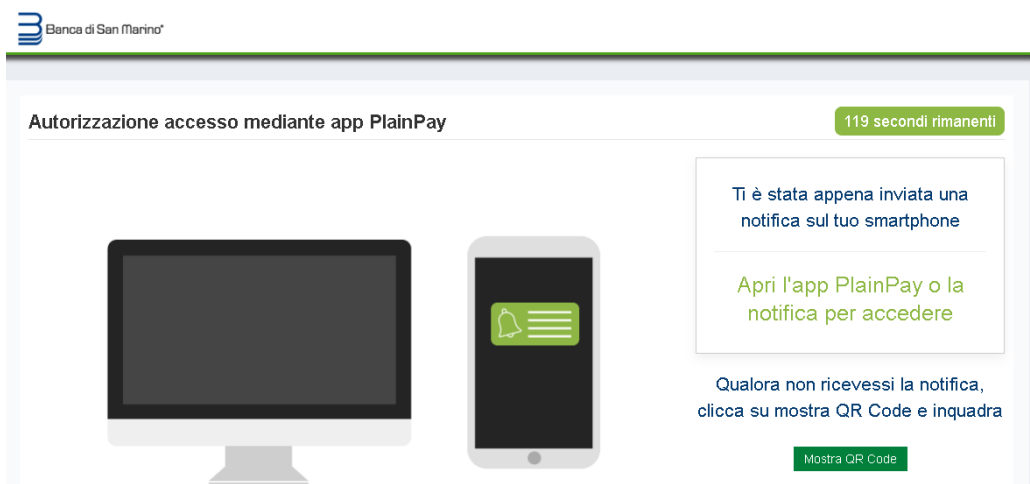 Banca di San Marino®
Autorizzazione accesso mediante app PlainPay
119 secondi rimanenti
Ti è stata appena inviata una
notifica sul tuo smartphone
Apri l'app PlainPay o la
notifica per accedere
Qualora non ricevessi la notifica,
clicca su mostra QR Code e inquadra
Mostra QR Code